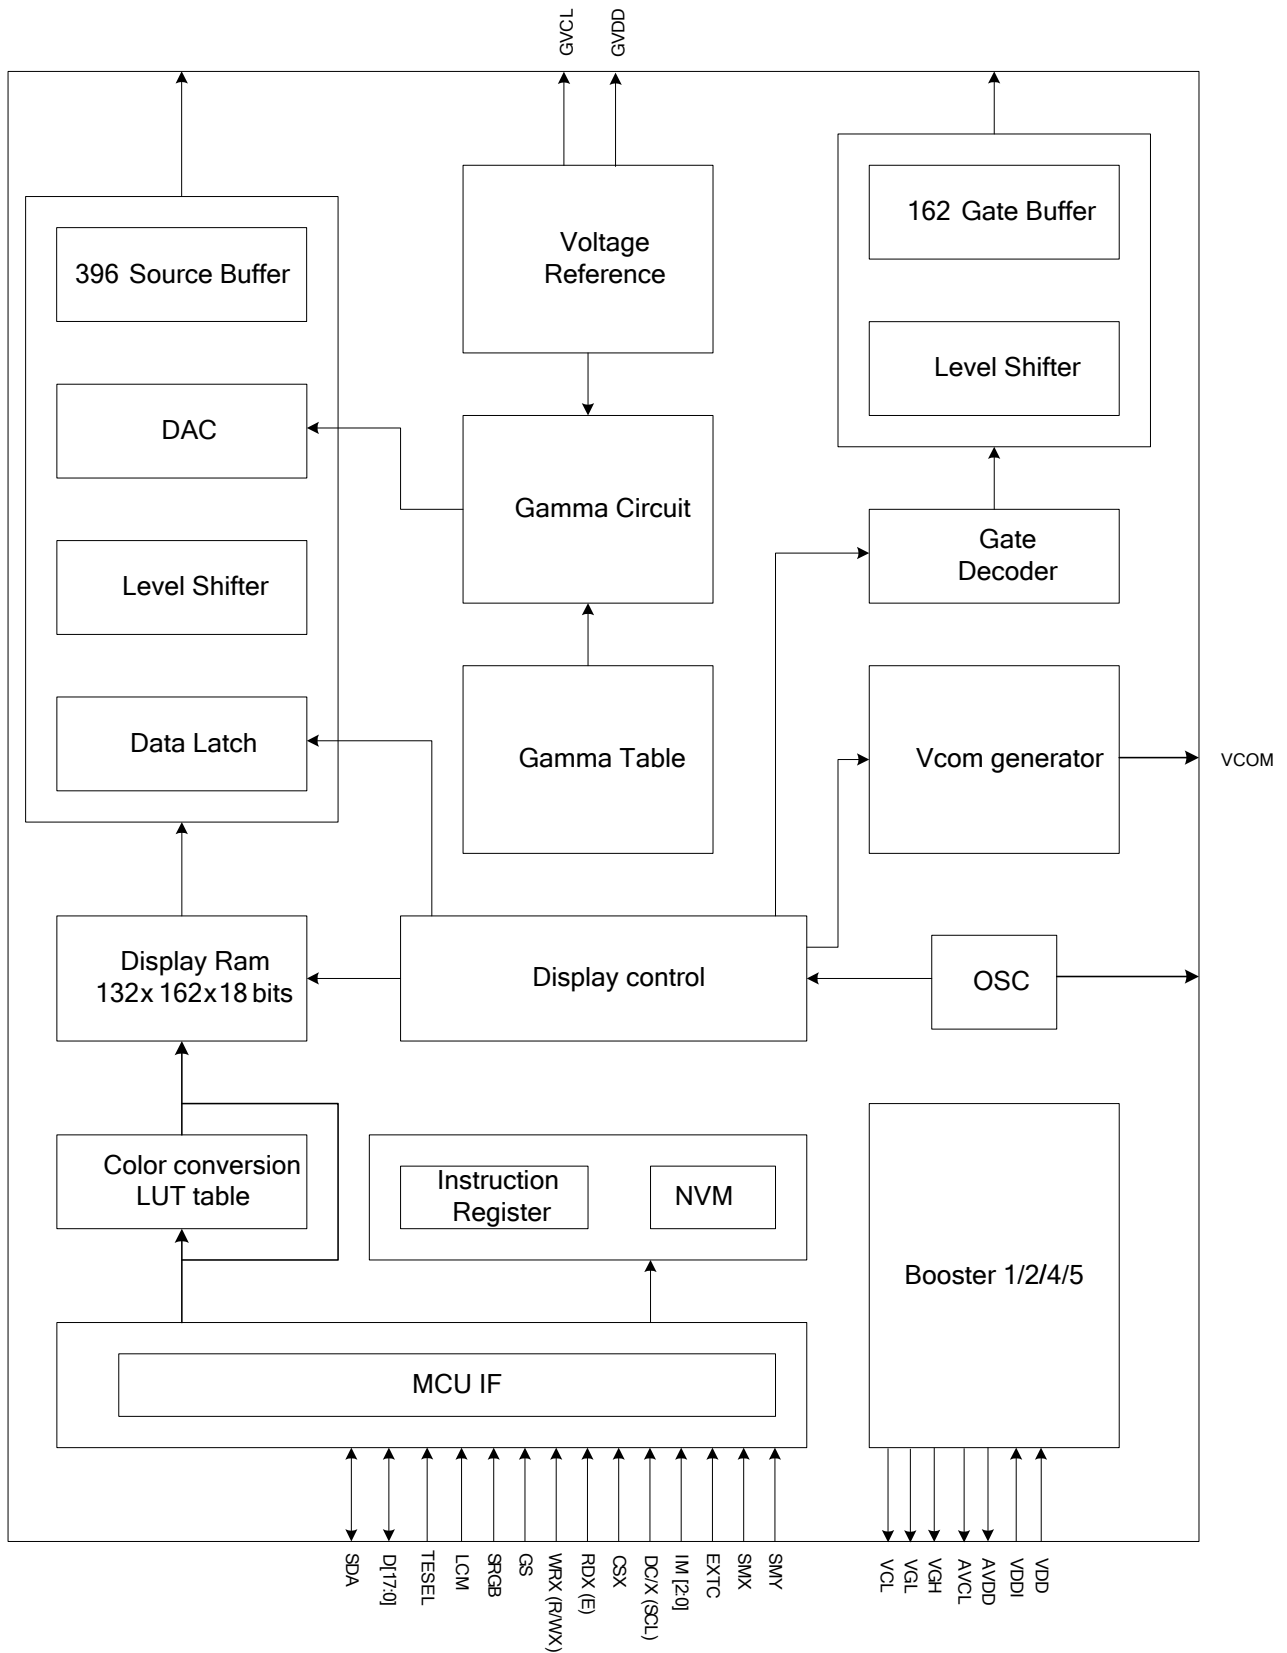 GVCL
GVDD
396 Source Buffer
DAC
Level Shifter
Data Latch
Voltage
Reference
Gamma Circuit
Gamma Table
162 Gate Buffer
Level Shifter
Gate
Decoder
Vcom generator
VCOM
Display Ram
132x 162x18 bits
Display control
OSC
Color conversion
LUT table
Instruction
Register
NVM
Booster 1/2/4/5
MCU IF
SDA
D[17:0]
TESEL
LCM
SRGB
GS
WRX (R/WX)
RDX (E)
CSX
DC/X (SCL)
IM [2:0]
EXTC
SMX
SMY
VCL
VGL
VGH
AVCL
AVDD
VDDI
VDD